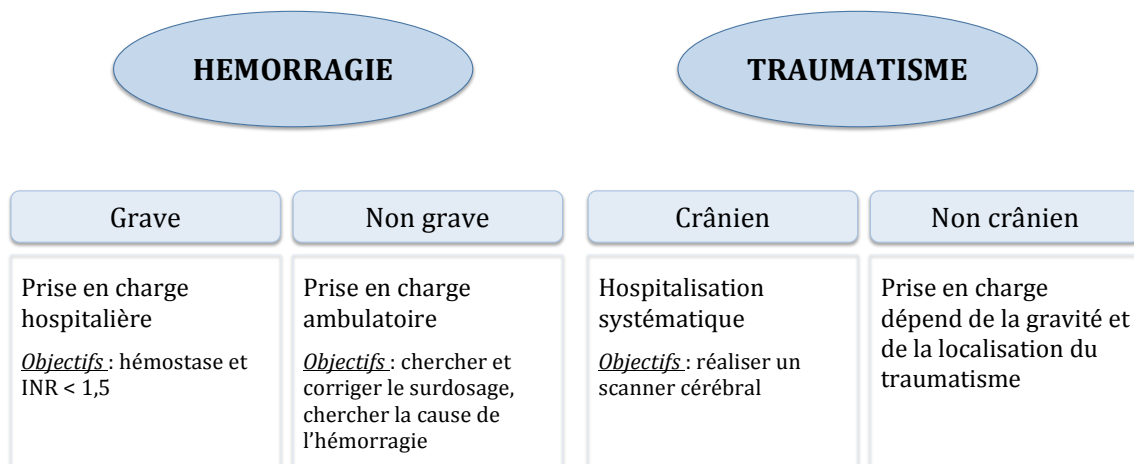 HEMORRAGIE
TRAUMATISME
Grave
Non grave
Crânien
Non crânien
Prise en charge
hospitalière
Objectifs : hémostase et
INR < 1,5
Prise en charge
ambulatoire
Objectifs : chercher et
corriger le surdosage,
chercher la cause de
l’hémorragie
Hospitalisation
systématique
Objectifs : réaliser un
scanner cérébral
Prise en charge
dépend de la gravité et
de la localisation du
traumatisme